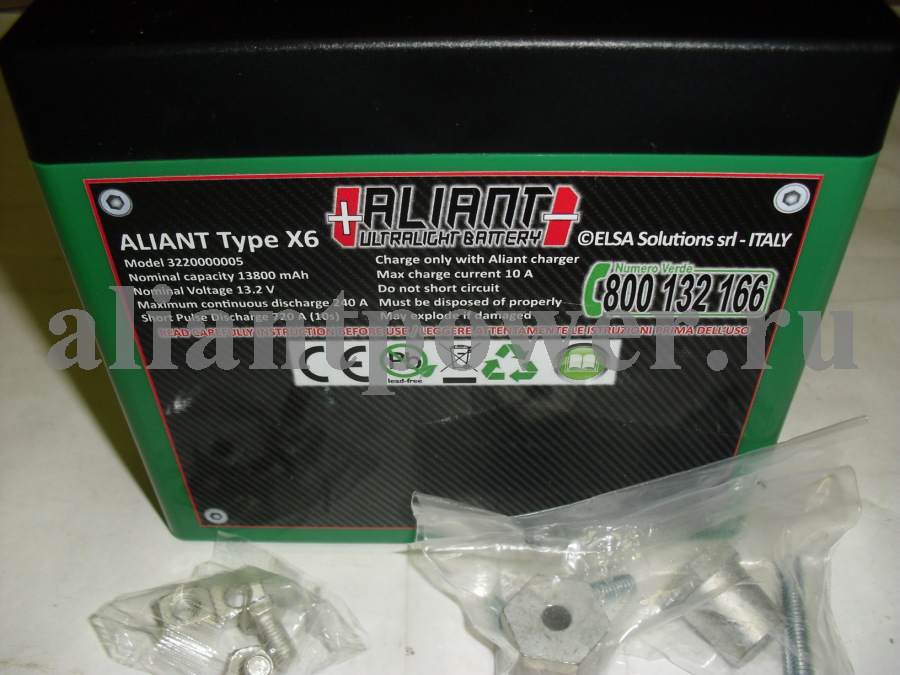 ALIANT
ULTRALIGHT BATTERY
ALIANT Type X6
©ELSA Solutions srl - ITALY
Model 3220000005
Nominal capacity 13800 mAh
Nominal Voltage 13.2 V
Maximum continuous discharge 240 A
Short Pulse Discharge 720 A (10s)
Charge only with Aliant charger
Max charge current 10 A
Do not short circuit
Must be disposed of properly
May explode if damaged
Numero Verde
800 132 166
READ CAREFULLY INSTRUCTION BEFORE USE / LEGGERE ATTENTAMENTE LE ISTRUZIONI PRIMA DELL'USO
aliantpower.ru
CE
Pb
lead-free